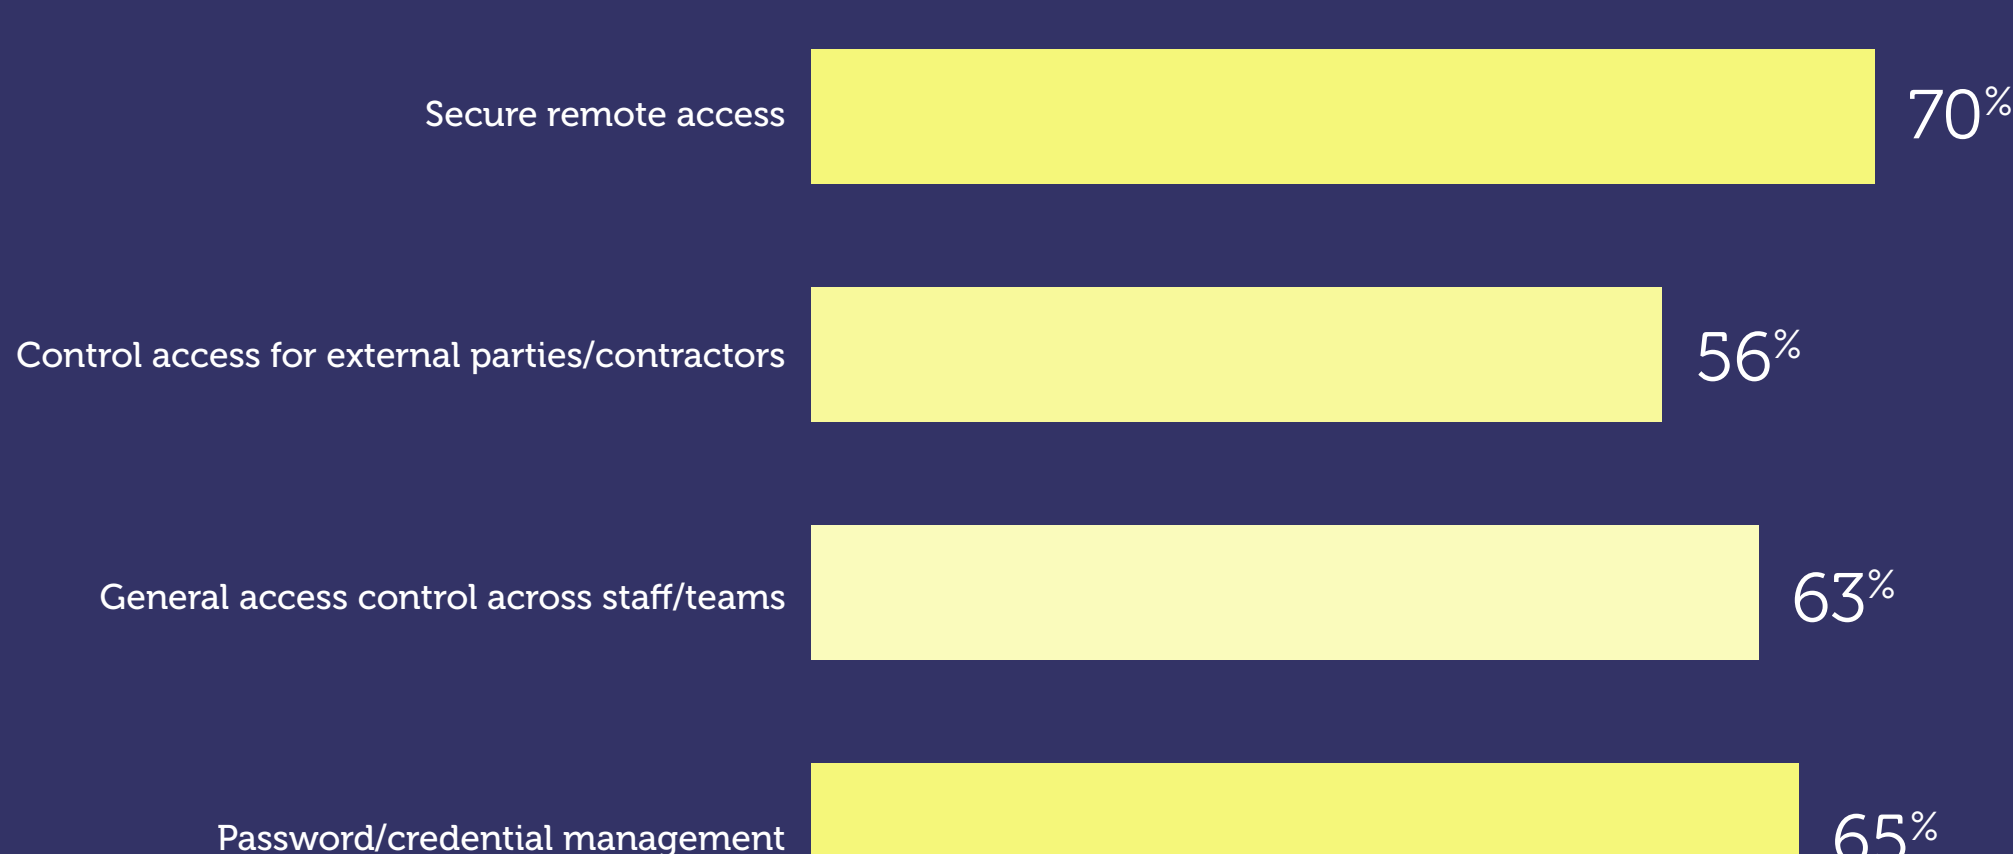 Secure remote access 70%
Control access for external parties/contractors 56%
General access control across staff/teams 63%
Password/credential management 65%